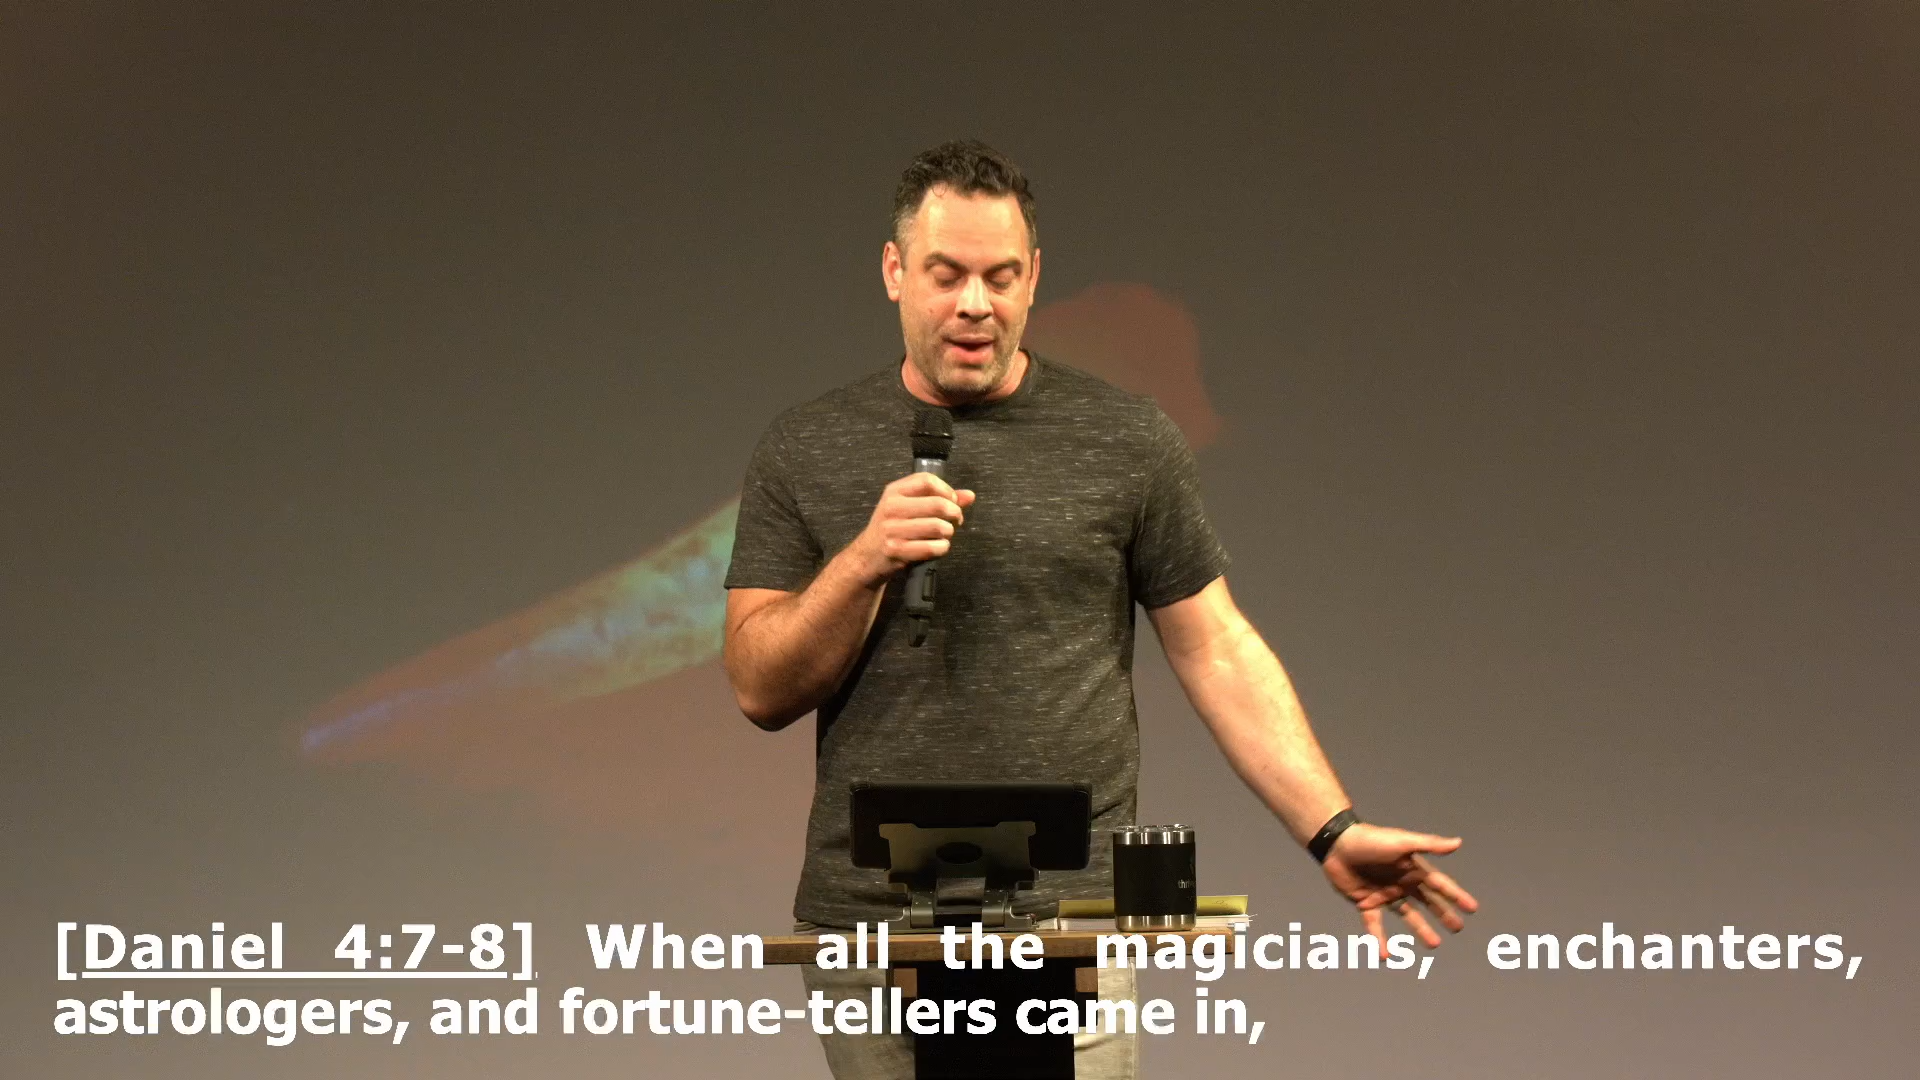 [Daniel 4:7-8] When all the magicians, enchanters,
astrologers, and fortune-tellers came in,